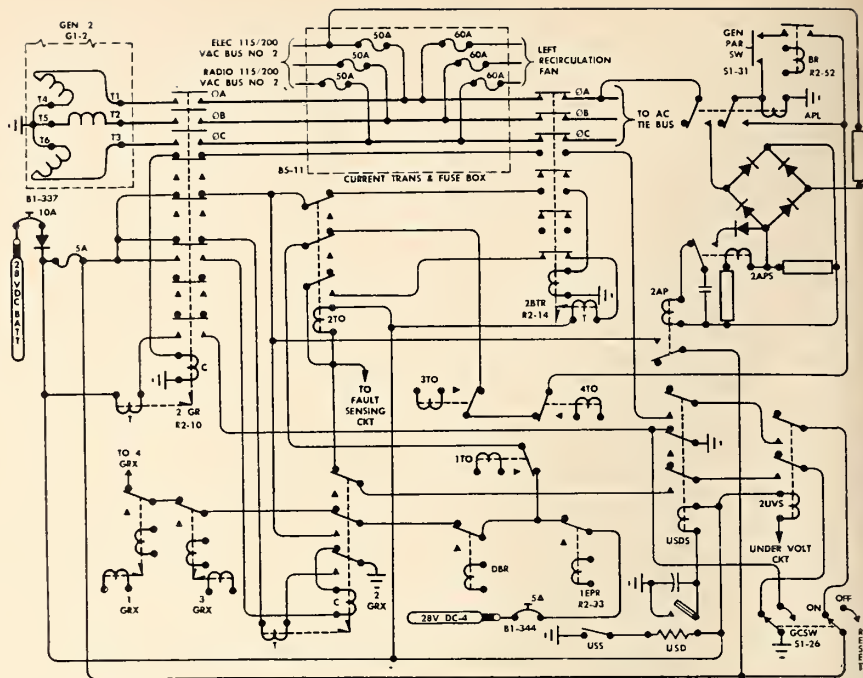 GEN 2
G1-2
T4
T5
T6
T1
T2
T3
ØA
ØB
ØC
ELEC 115/200
VAC BUS NO 2
RADIO 115/200
VAC BUS NO 2
50A
50A
50A
60A
60A
60A
LEFT
RECIRCULATION
FAN
B5-11
CURRENT TRANS & FUSE BOX
ØA
ØB
ØC
TO AC
TIE BUS
GEN
PAR
SW
S1-31
BR
R2-52
APL
B1-337
10A
5A
28 VDC BATT
2TO
2BTR
R2-14
T
2AP
2APS
C
2 GR
R2-10
T
TO
FAULT
SENSING
CKT
3TO
4TO
1TO
TO 4
GRX
1
GRX
3
GRX
T
C
2
GRX
DBR
1EPR
R2-33
USDS
2UVS
UNDER VOLT
CKT
28V DC-4
5A
B1-344
USS
USD
ON
OFF
RESET
GCSW
S1-26